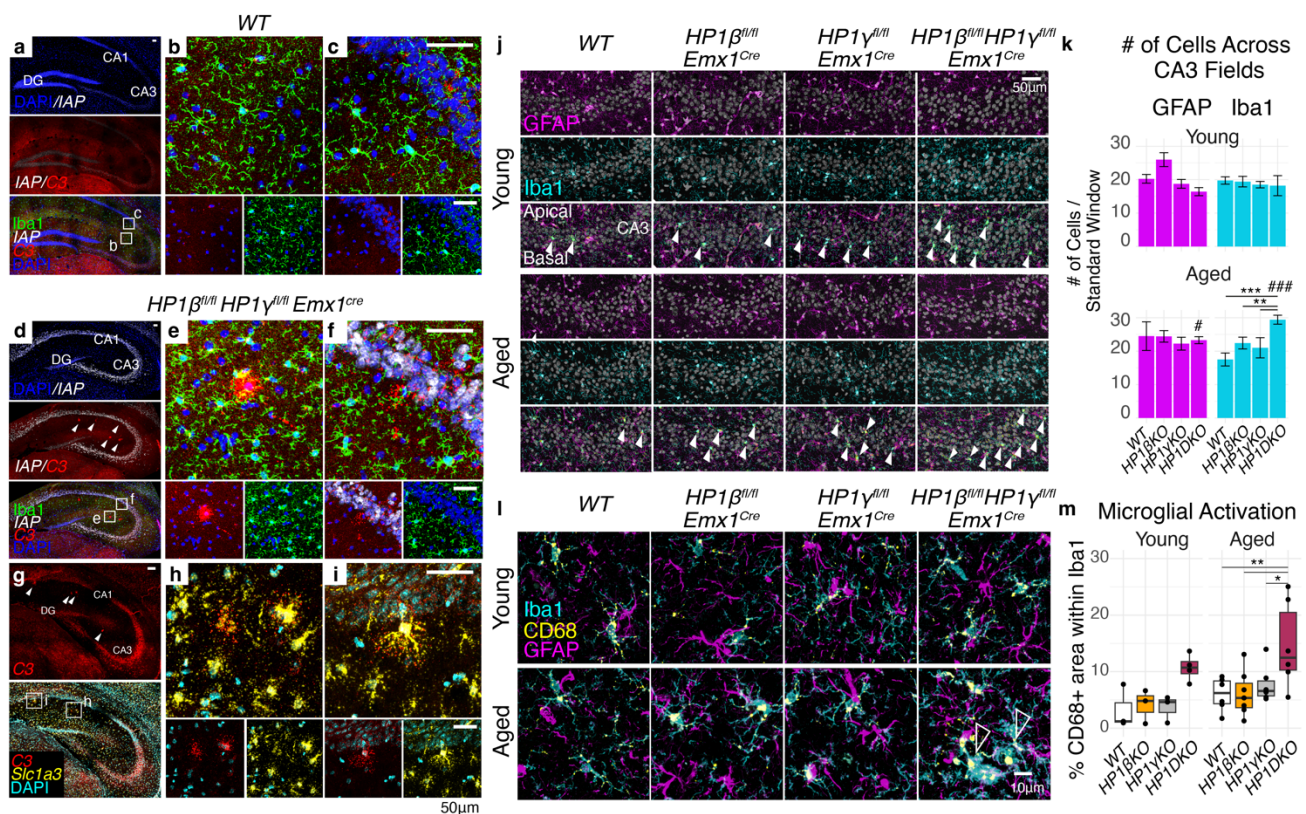 WT
a
CA1
DG
CA3
DAPI/IAP
IAP/C3
Iba1
IAP
C3
DAPI
c
b
b
c
HP1β^fl/fl HP1γ^fl/fl Emx1^cre
d
CA1
DG
CA3
DAPI/IAP
IAP/C3
Iba1
IAP
C3
DAPI
f
e
e
f
g
CA1
DG
CA3
C3
i
h
C3
Slc1a3
DAPI
h
i
50µm
j
WT
HP1β^fl/fl
Emx1^Cre
HP1γ^fl/fl
Emx1^Cre
HP1β^fl/fl HP1γ^fl/fl
Emx1^Cre
50µm
GFAP
Iba1
Apical
CA3
Basal
Young
Aged
k
# of Cells Across
CA3 Fields
GFAP Iba1
Young
30
20
10
0
# of Cells /
Standard Window
Aged
30
20
10
0
#
***
**
###
WT
HP1βKO
HP1γKO
HP1DKO
WT
HP1βKO
HP1γKO
HP1DKO
l
WT
HP1β^fl/fl
Emx1^Cre
HP1γ^fl/fl
Emx1^Cre
HP1β^fl/fl HP1γ^fl/fl
Emx1^Cre
Iba1
CD68
GFAP
Young
Aged
10µm
m
Microglial Activation
Young
Aged
% CD68+ area within Iba1
30
20
10
0
**
*
WT
HP1βKO
HP1γKO
HP1DKO
WT
HP1βKO
HP1γKO
HP1DKO